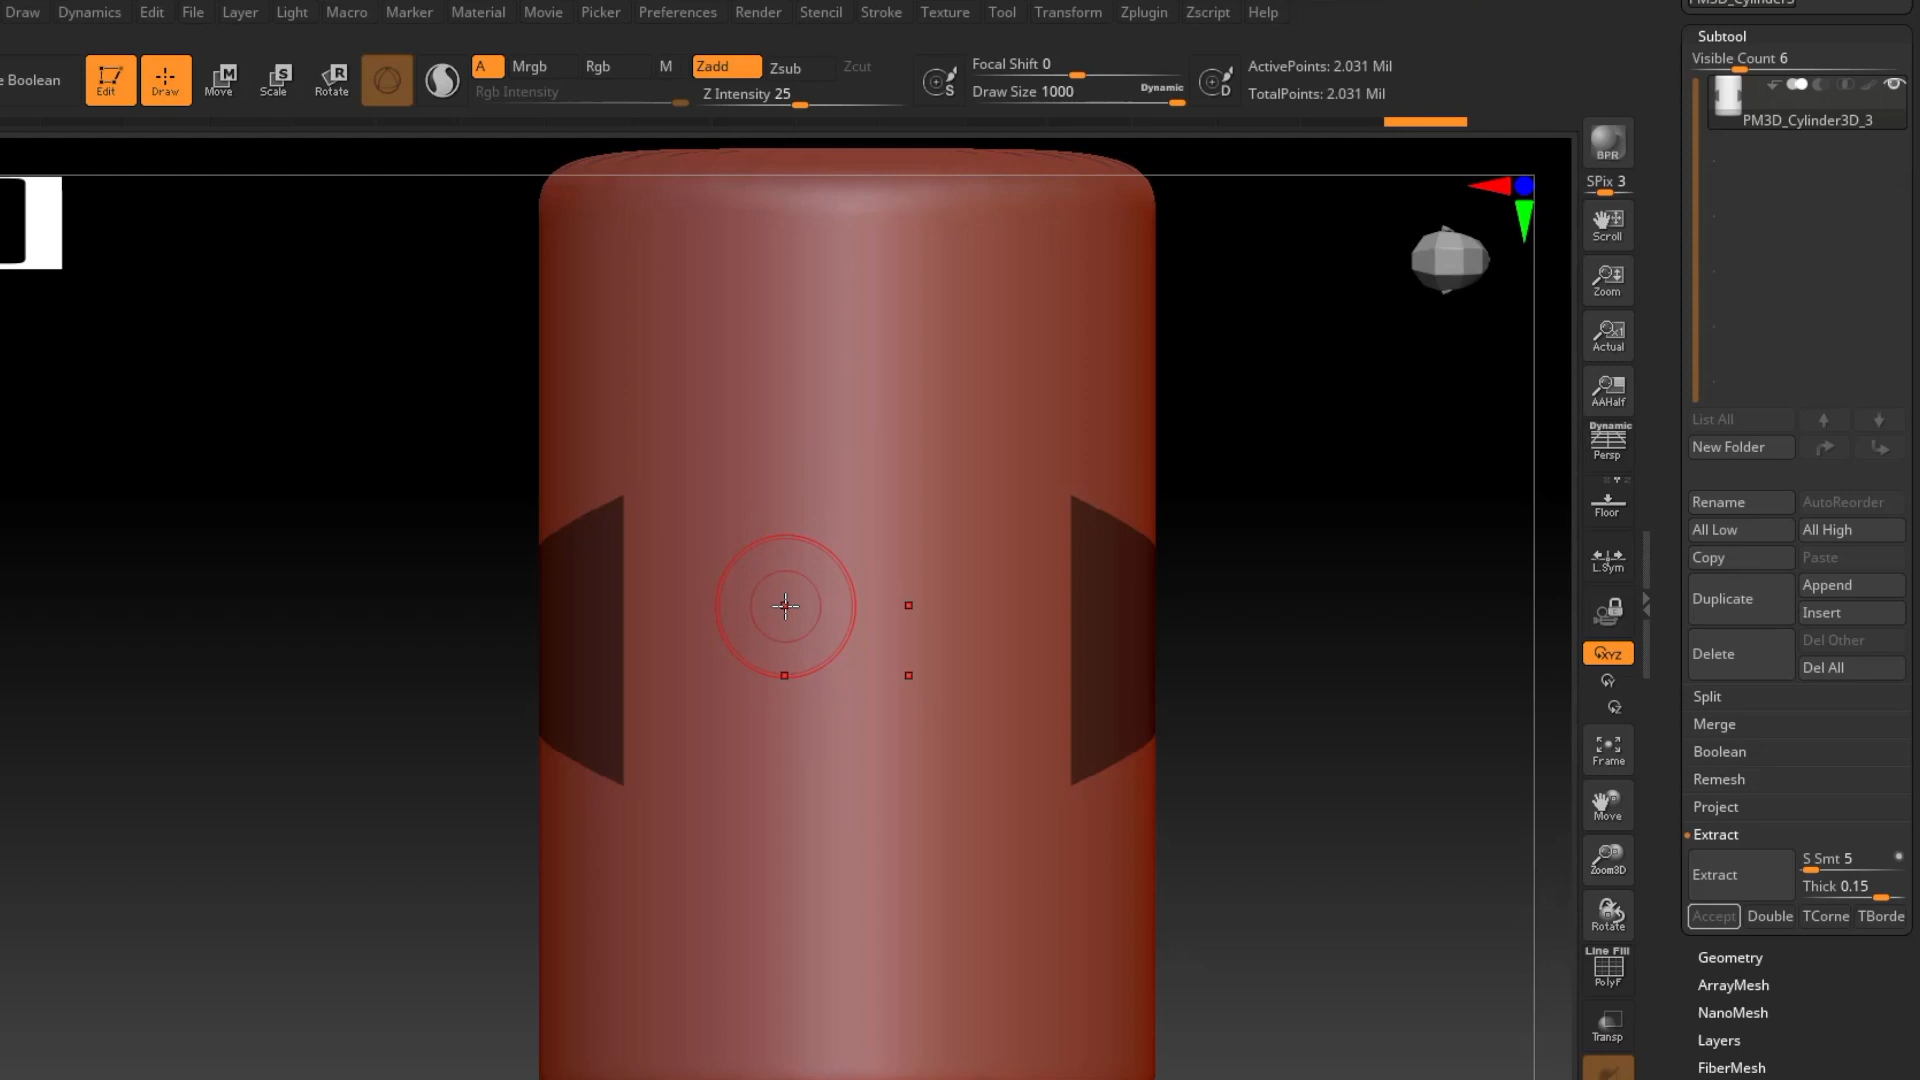 Draw Dynamics Edit File Layer Light Macro Marker Material Movie Picker Preferences Render Stencil Stroke Texture Tool Transform Zplugin Zscript Help
PM3D_Cylinder3
Subtool
Visible Count 6
PM3D_Cylinder3D_3
e Boolean
Edit
Draw
Move
M
Scale
S
Rotate
R
A Mrgb Rgb M
Rgb Intensity
Zadd Zsub Zcut
Z Intensity 25
S
Focal Shift 0
Draw Size 1000
Dynamic
D
ActivePoints: 2.031 Mil
TotalPoints: 2.031 Mil
BPR
SPix 3
Scroll
Zoom
Actual
AAHalf
Dynamic
Persp
Floor
L.Sym
XYZ
Y
Z
Frame
Move
Zoom3D
Rotate
Line Fill
PolyF
Transp
List All
New Folder
Rename AutoReorder
All Low All High
Copy Paste
Duplicate
Append
Insert
Delete
Del Other
Del All
Split
Merge
Boolean
Remesh
Project
Extract
Extract
S Smt 5
Thick 0.15
Accept Double TCorne TBorde
Geometry
ArrayMesh
NanoMesh
Layers
FiberMesh